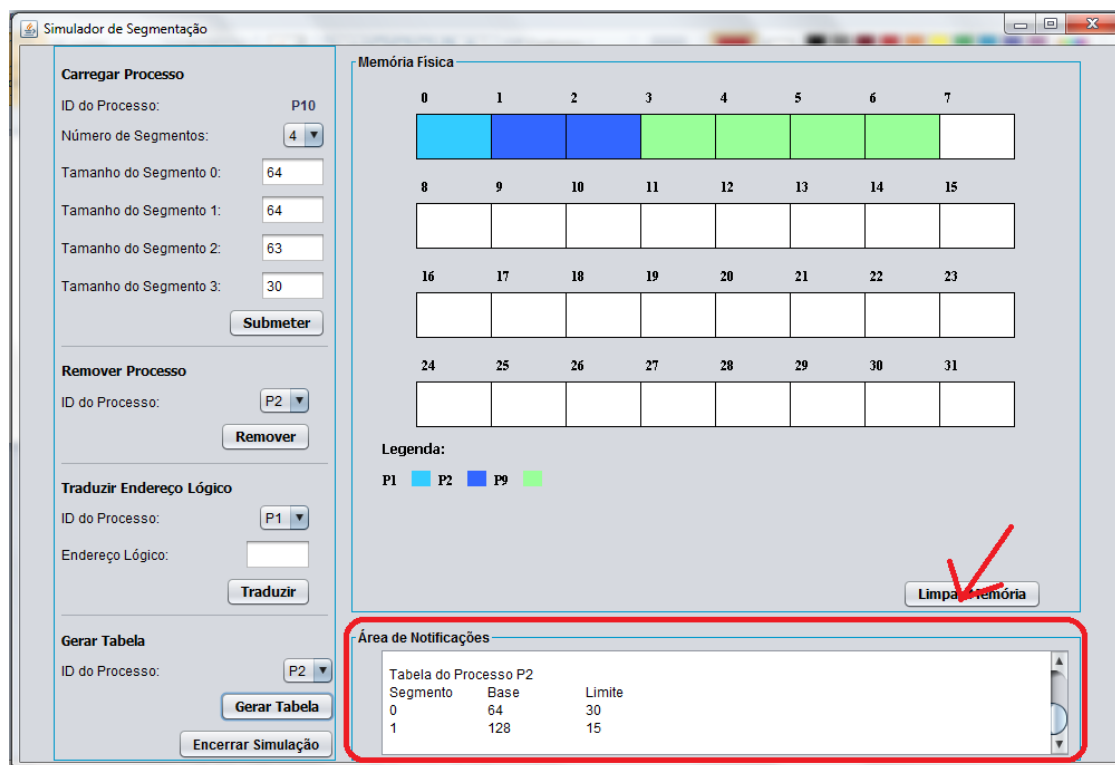 Simulador de Segmentação
Carregar Processo
ID do Processo: P10
Número de Segmentos: 4
Tamanho do Segmento 0: 64
Tamanho do Segmento 1: 64
Tamanho do Segmento 2: 63
Tamanho do Segmento 3: 30
Submeter
Remover Processo
ID do Processo: P2
Remover
Traduzir Endereço Lógico
ID do Processo: P1
Endereço Lógico:
Traduzir
Gerar Tabela
ID do Processo: P2
Gerar Tabela
Encerrar Simulação
Memória Física
0 1 2 3 4 5 6 7
8 9 10 11 12 13 14 15
16 17 18 19 20 21 22 23
24 25 26 27 28 29 30 31
Legenda:
P1 P2 P9
Limpar Memória
Área de Notificações
Tabela do Processo P2
Segmento Base Limite
0 64 30
1 128 15